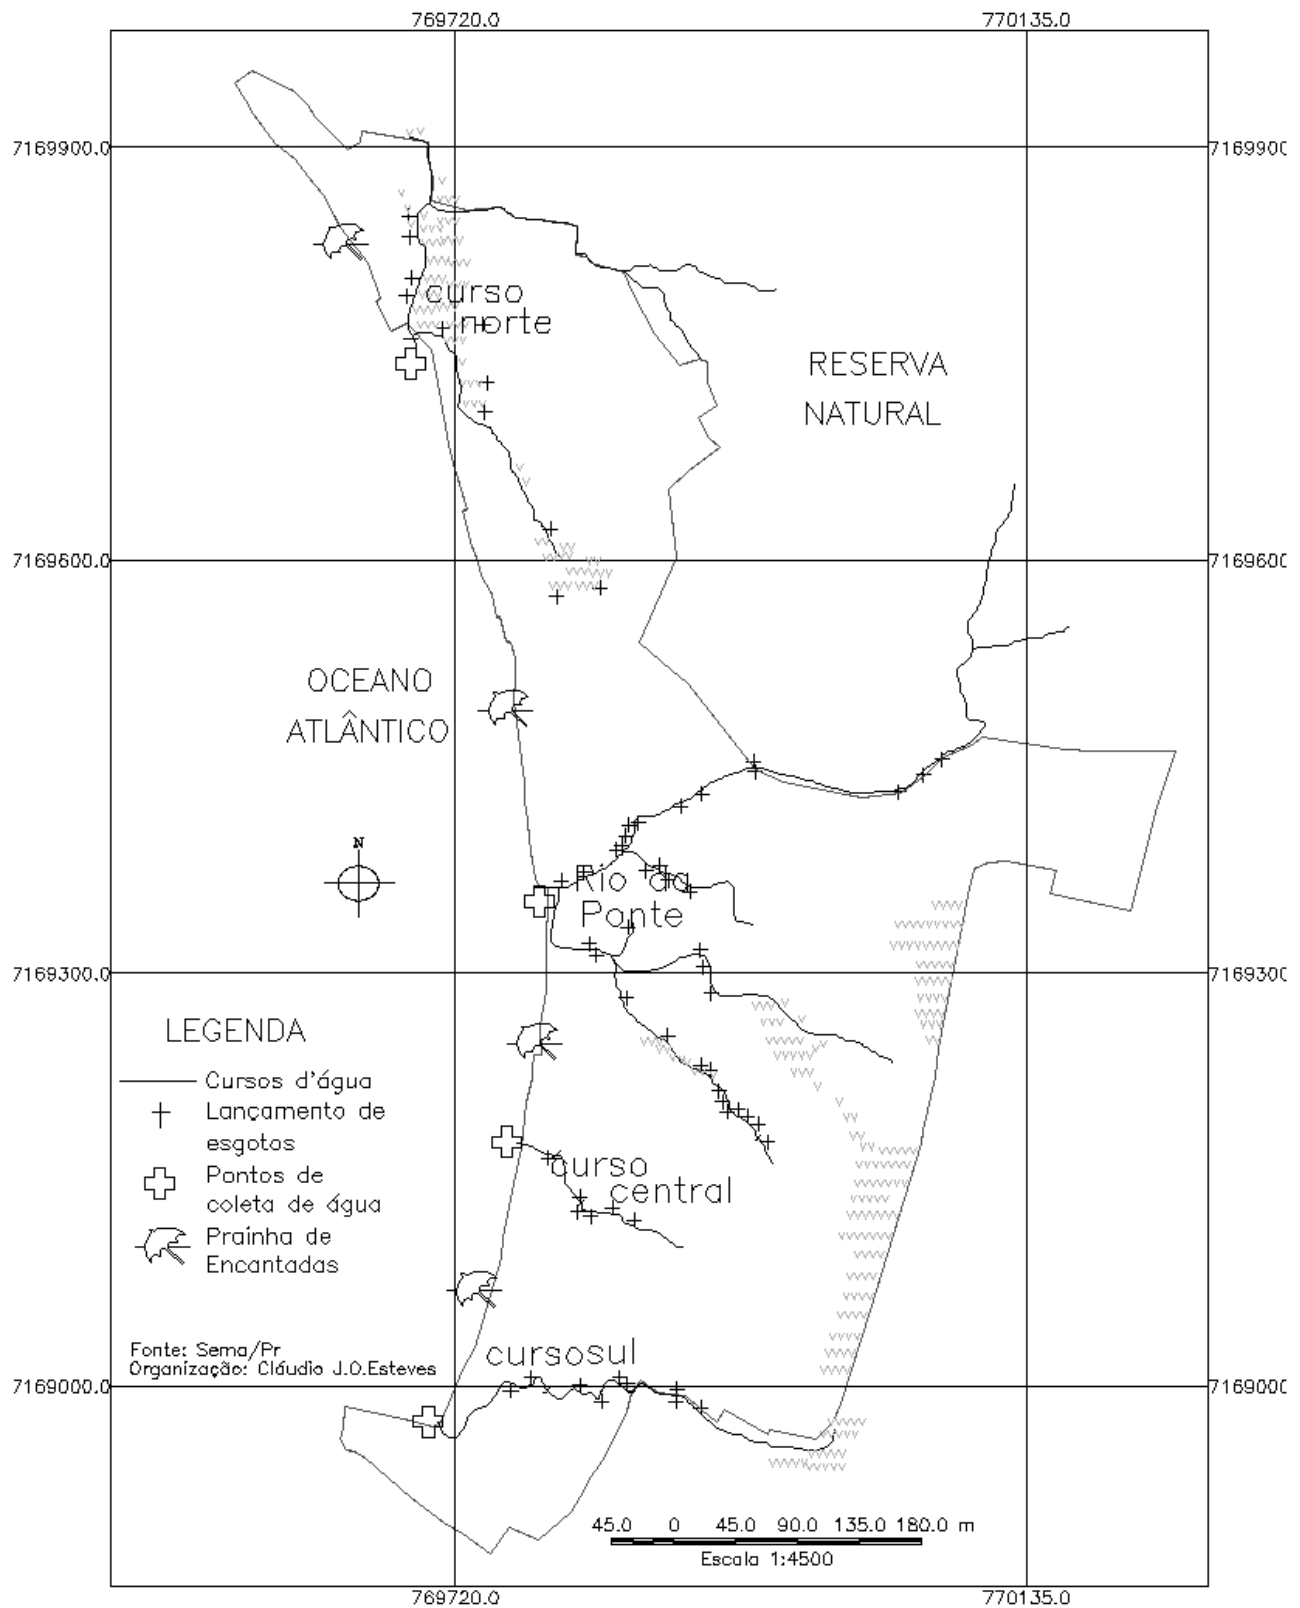 769720.0 770135.0
7169900.0 7169900
curso
norte
RESERVA
NATURAL
7169600.0 7169600
OCEANO
ATLÂNTICO
N
Rio da
Ponte
7169300.0 7169300
LEGENDA
Cursos d'água
Lançamento de
esgotos
Pontos de
coleta de água
Prainha de
Encantadas
curso
central
Fonte: Sema/Pr
Organização: Cláudio J.O.Esteves
cursosul
7169000.0 7169000
45.0 0 45.0 90.0 135.0 180.0 m
Escala 1:4500
769720.0 770135.0